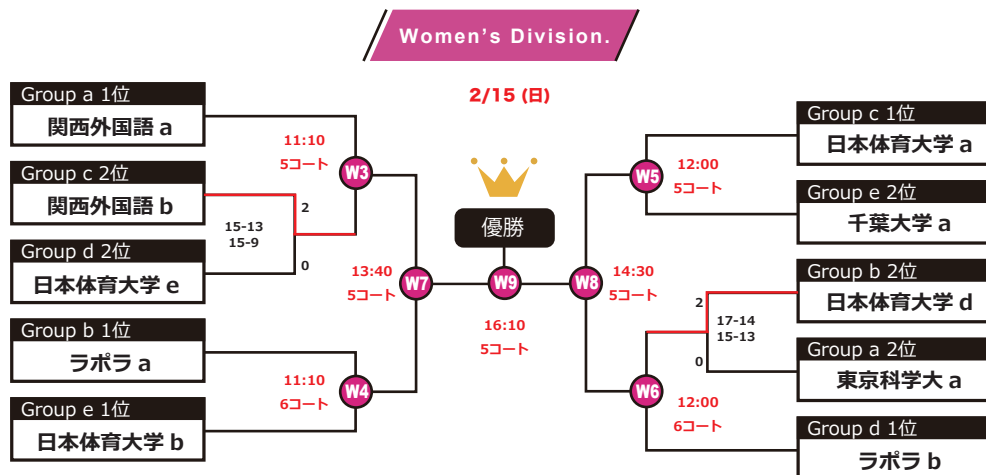 Women's Division.
2/15 (日)
Group a 1位
関西外国語 a
Group c 2位
関西外国語 b
Group d 2位
日本体育大学 e
Group b 1位
ラポラ a
Group e 1位
日本体育大学 b
15-13
15-9
2
0
11:10
5コート
W3
11:10
6コート
W4
13:40
5コート
W7
優勝
W9
16:10
5コート
W8
14:30
5コート
W5
12:00
5コート
W6
12:00
6コート
2
0
17-14
15-13
Group c 1位
日本体育大学 a
Group e 2位
千葉大学 a
Group b 2位
日本体育大学 d
Group a 2位
東京科学大 a
Group d 1位
ラポラ b